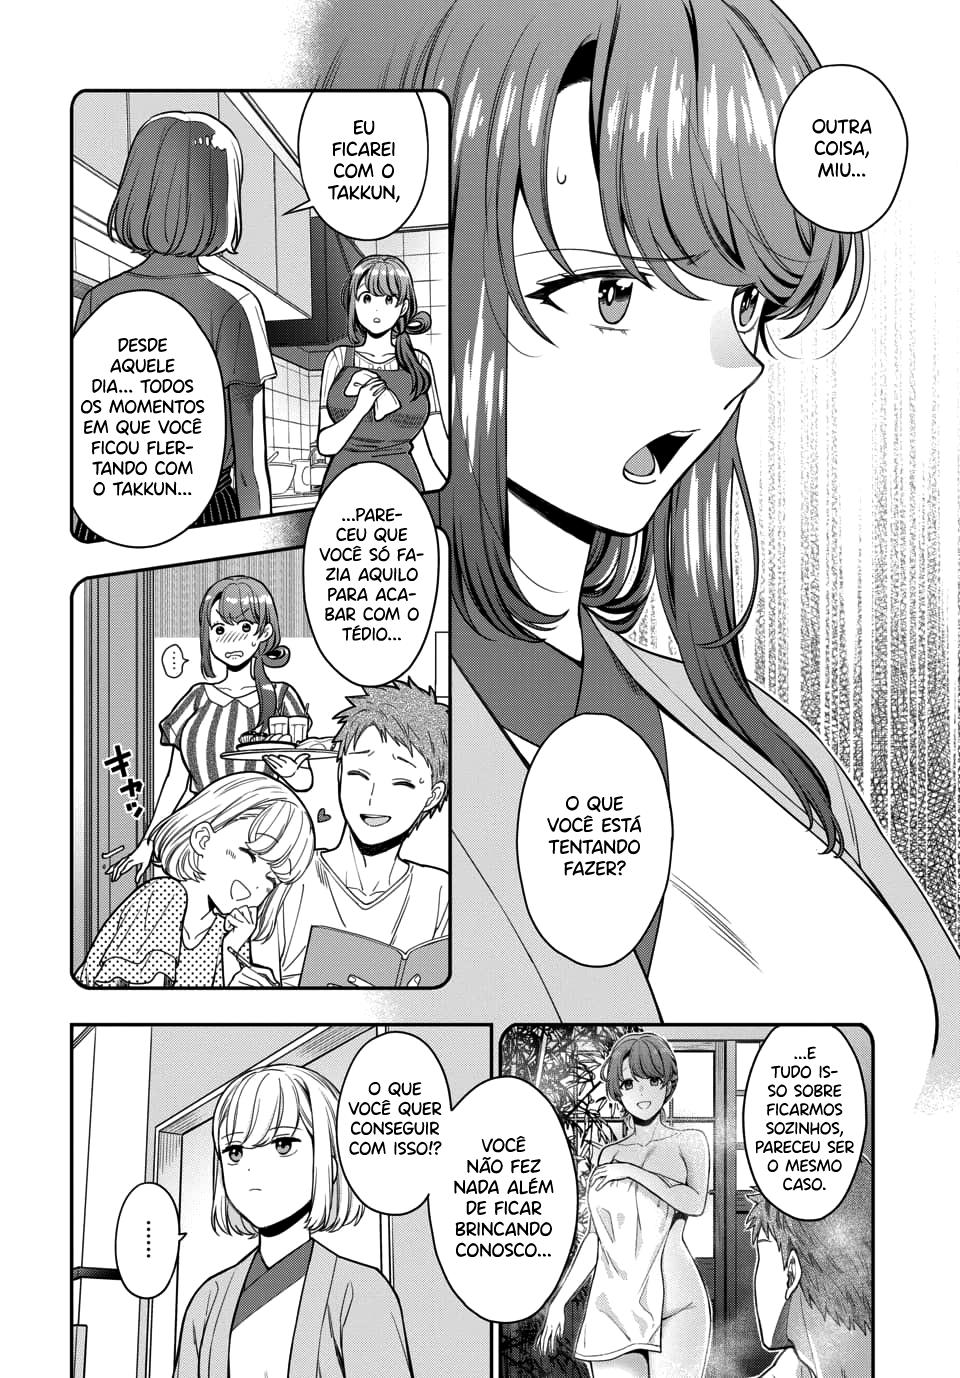 OUTRA
COISA,
MIU...
EU
FICAREI
COM O
TAKKUN,
DESDE
AQUELE
DIA... TODOS
OS MOMENTOS
EM QUE VOCÊ
FICOU FLER-
TANDO COM
O TAKKUN...
...PARE-
CEU QUE
VOCÊ SÓ FA-
ZIA AQUILO
PARA ACA-
BAR COM O
TÉDIO...
......
キャッ
O QUE
VOCÊ ESTÁ
TENTANDO
FAZER?
...E
TUDO IS-
SO SOBRE
FICARMOS
SOZINHOS,
PARECEU SER
O MESMO
CASO.
VOCÊ
NÃO FEZ
NADA ALÉM
DE FICAR
BRINCANDO
CONOSCO...
O QUE
VOCÊ QUER
CONSEGUIR
COM ISSO!?
......